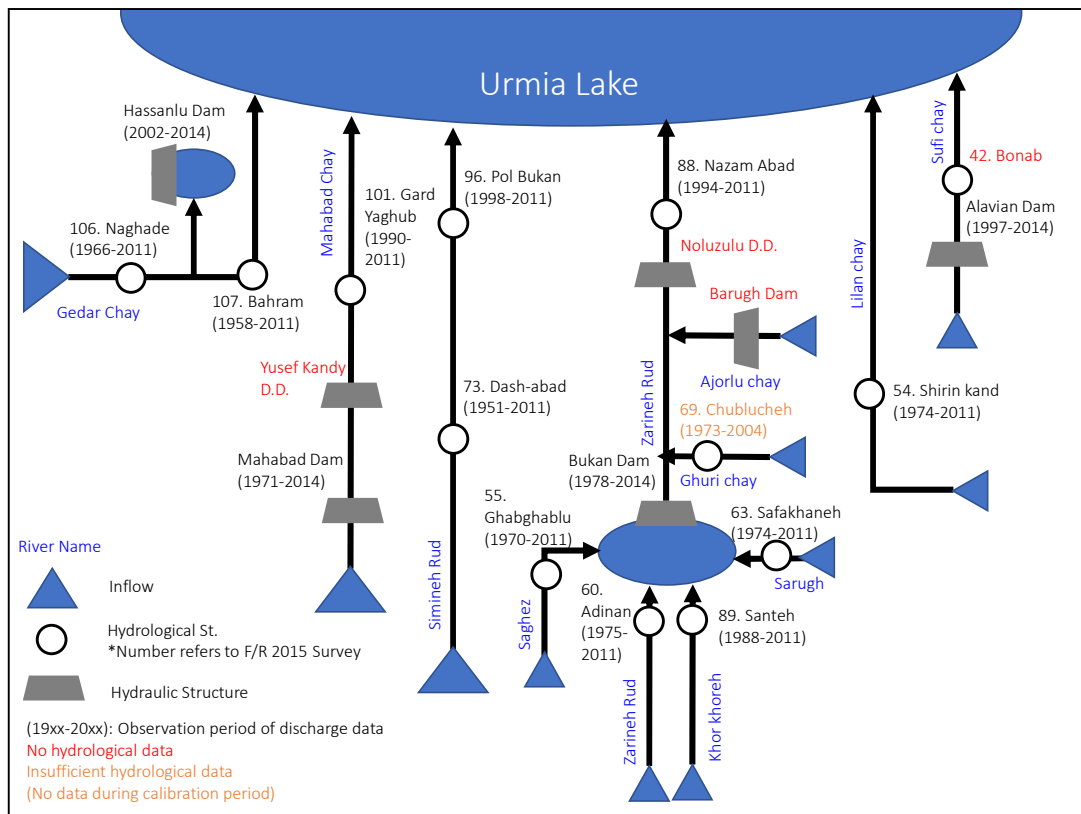 Urmia Lake
Hassanlu Dam
(2002-2014)
106. Naghade
(1966-2011)
Gedar Chay
107. Bahram
(1958-2011)
Mahabad Chay
101. Gard
Yaghub
(1990-
2011)
Yusef Kandy
D.D.
Mahabad Dam
(1971-2014)
96. Pol Bukan
(1998-2011)
73. Dash-abad
(1951-2011)
Simineh Rud
88. Nazam Abad
(1994-2011)
Noluzulu D.D.
Barugh Dam
Ajorlu chay
Zarineh Rud
69. Chublucheh
(1973-2004)
Ghuri chay
Bukan Dam
(1978-2014)
55.
Ghabghablu
(1970-2011)
Saghez
60.
Adinan
(1975-
2011)
Zarineh Rud
89. Santeh
(1988-2011)
Khor khoreh
63. Safakhaneh
(1974-2011)
Sarugh
Lilan chay
54. Shirin kand
(1974-2011)
Sufi chay
42. Bonab
Alavian Dam
(1997-2014)
River Name
Inflow
Hydrological St.
*Number refers to F/R 2015 Survey
Hydraulic Structure
(19xx-20xx): Observation period of discharge data
No hydrological data
Insufficient hydrological data
(No data during calibration period)